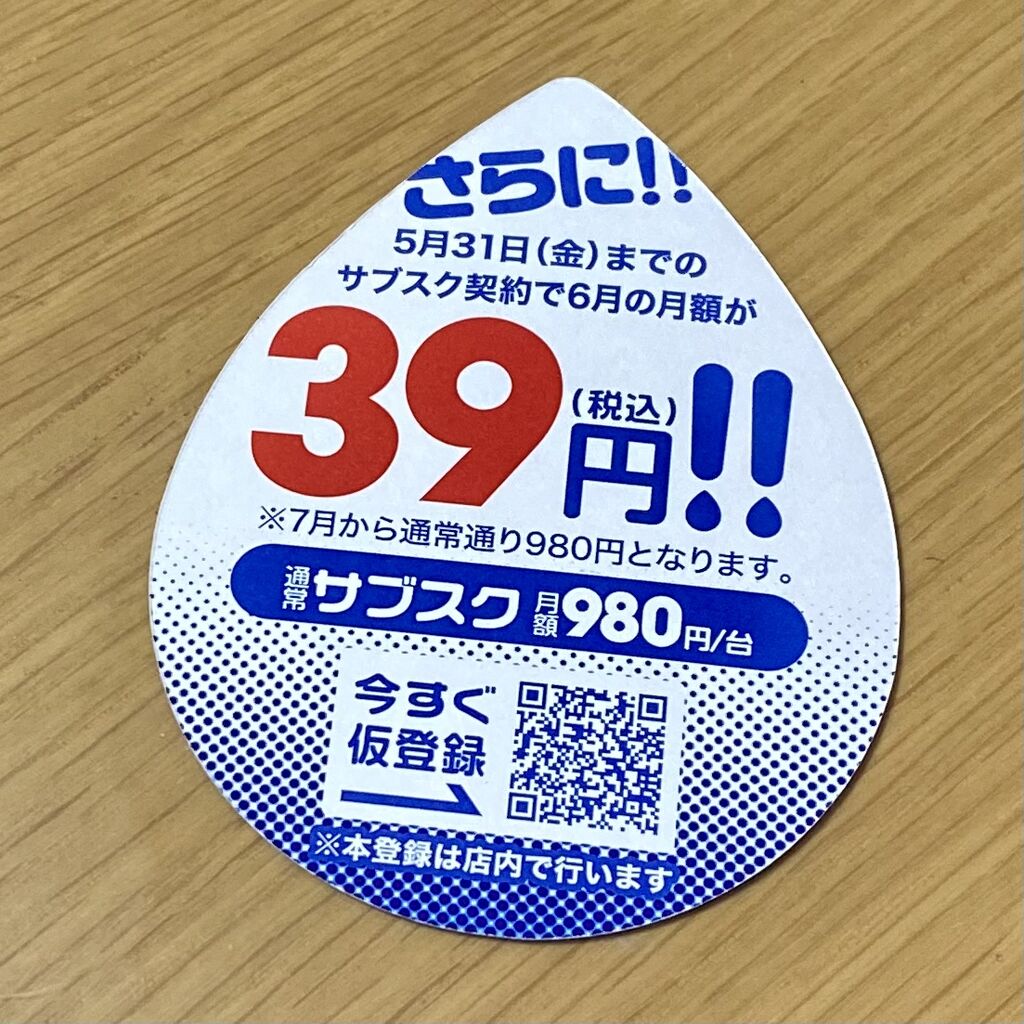 さらに!!
5月31日(金)までの
サブスク契約で6月の月額が
39円(税込)!!
※7月から通常通り980円となります。
通常サブスク月額980円/台
今すぐ
仮登録
※本登録は店内で行います